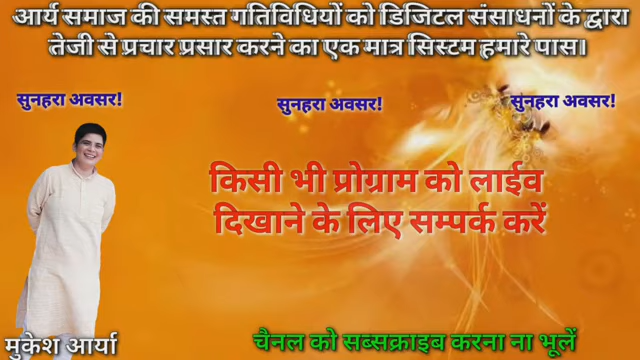 आर्य समाज की समस्त गतिविधियों को डिजिटल संसाधनों के द्वारा
तेजी से प्रचार प्रसार करने का एक मात्र सिस्टम हमारे पास।
सुनहरा अवसर!
सुनहरा अवसर!
सुनहरा अवसर!
किसी भी प्रोग्राम को लाईव
दिखाने के लिए सम्पर्क करें
मुकेश आर्या
चैनल को सब्सक्राइब करना ना भूलें